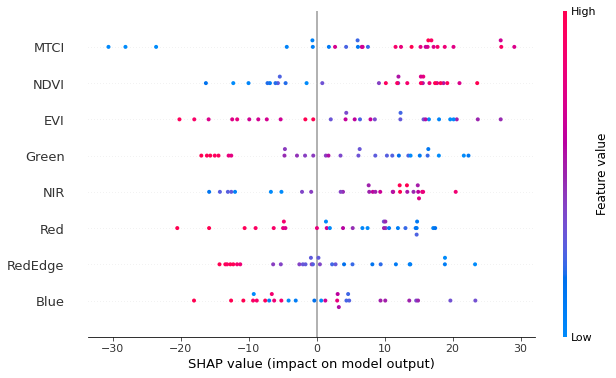 High
MTCI
NDVI
EVI
Green
NIR
Red
RedEdge
Blue
Feature value
Low
−30 −20 −10 0 10 20 30
SHAP value (impact on model output)